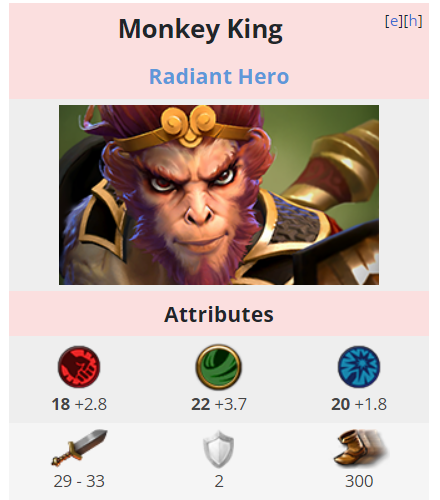 Monkey King
[e][h]
Radiant Hero
Attributes
18 +2.8 22 +3.7 20 +1.8
29 - 33 2 300